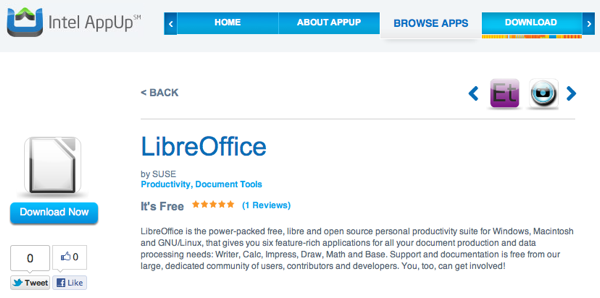 Intel AppUp℠
HOME
ABOUT APPUP
BROWSE APPS
DOWNLOAD
< BACK
Et
LibreOffice
by SUSE
Productivity, Document Tools
It's Free (1 Reviews)
Download Now
LibreOffice is the power-packed free, libre and open source personal productivity suite for Windows, Macintosh
and GNU/Linux, that gives you six feature-rich applications for all your document production and data
processing needs: Writer, Calc, Impress, Draw, Math and Base. Support and documentation is free from our
large, dedicated community of users, contributors and developers. You, too, can get involved!
0
0
Tweet
Like